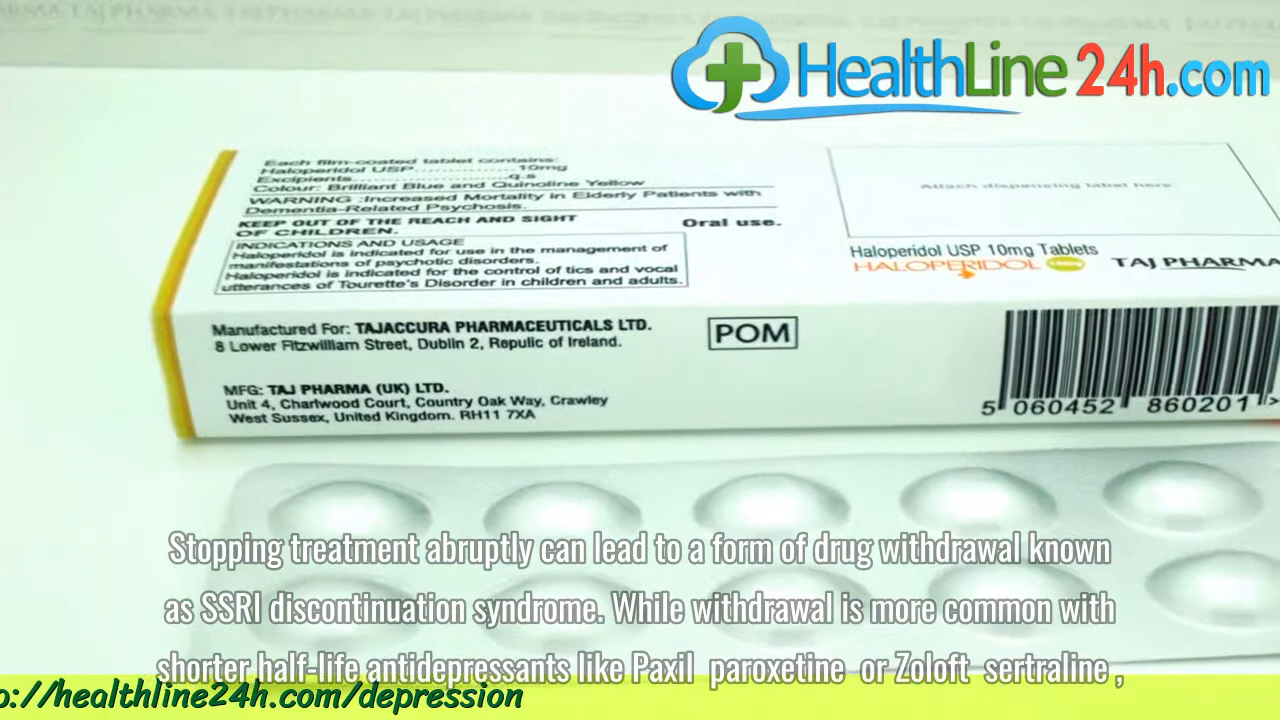 HealthLine24h.com
Each film-coated tablet contains:
Haloperidol USP................10mg
Excipients........................q.s
Colour: Brilliant Blue and Quinoline Yellow
WARNING :Increased Mortality in Elderly Patients with
Dementia-Related Psychosis.
KEEP OUT OF THE REACH AND SIGHT
OF CHILDREN.
Oral use.
INDICATIONS AND USAGE
Haloperidol is indicated for use in the management of
manifestations of psychotic disorders.
Haloperidol is indicated for the control of tics and vocal
utterances of Tourette's Disorder in children and adults.
Attach dispensing label here.
Haloperidol USP 10mg Tablets
HALOPERIDOL
TAJ PHARMA
Manufactured For: TAJACCURA PHARMACEUTICALS LTD.
8 Lower Fitzwilliam Street, Dublin 2, Repulic of Ireland.
POM
MFG: TAJ PHARMA (UK) LTD.
Unit 4, Charlwood Court, Country Oak Way, Crawley
West Sussex, United Kingdom. RH11 7XA
5 060452 860201 >
Stopping treatment abruptly can lead to a form of drug withdrawal known
as SSRI discontinuation syndrome. While withdrawal is more common with
shorter half-life antidepressants like Paxil paroxetine or Zoloft sertraline ,
p://healthline24h.com/depression